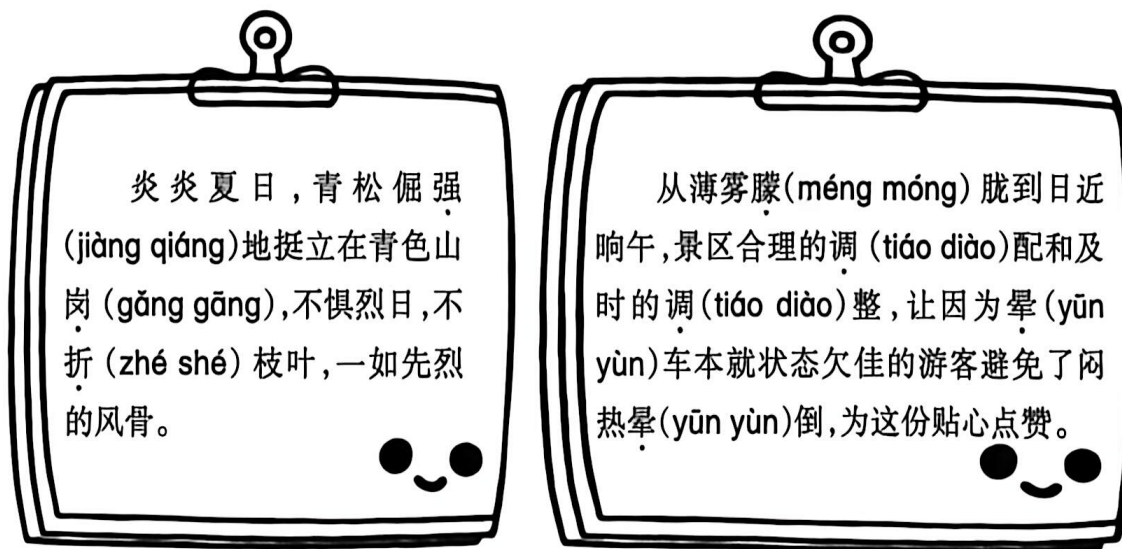 炎炎夏日,青松倔强
(jiàng qiáng)地挺立在青色山
岗(gǎng gāng),不惧烈日,不
折(zhé shé)枝叶,一如先烈
的风骨。
从薄雾朦(méng móng)胧到日近
晌午,景区合理的调(tiáo diào)配和及
时的调(tiáo diào)整,让因为晕(yūn
yùn)车本就状态欠佳的游客避免了闷
热晕(yūn yùn)倒,为这份贴心点赞。